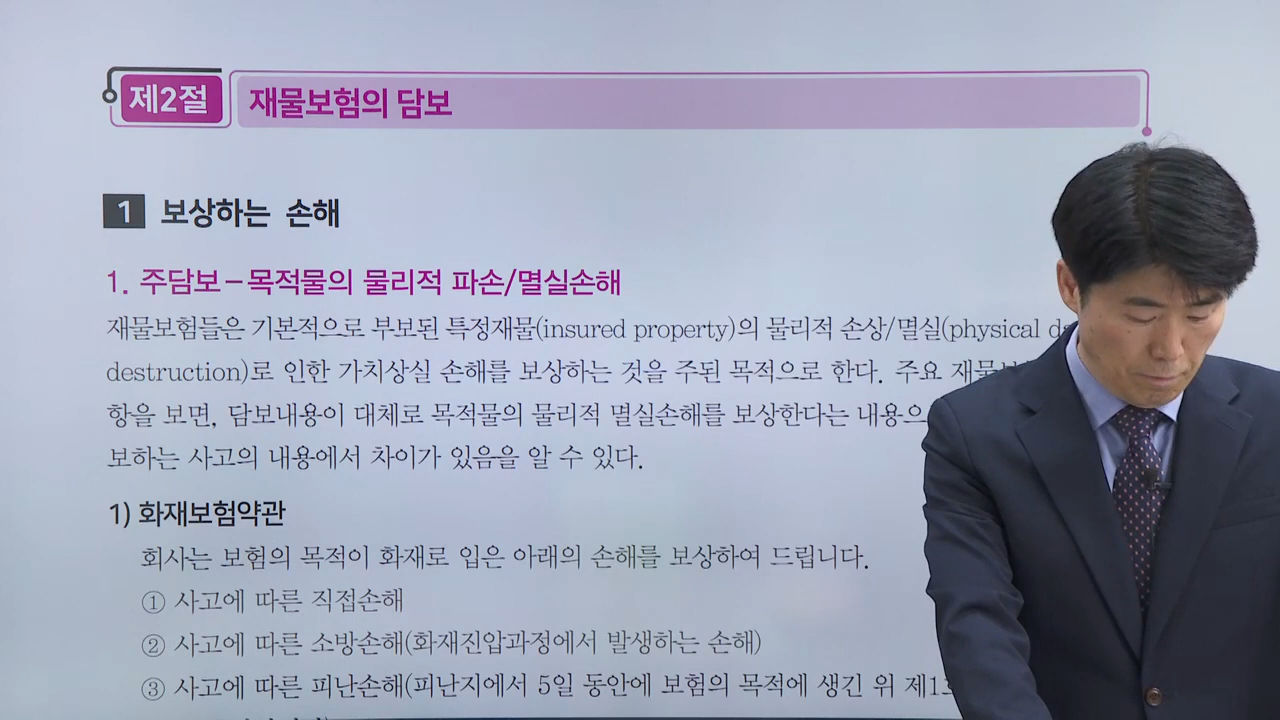 제2절 재물보험의 담보
1 보상하는 손해
1. 주담보-목적물의 물리적 파손/멸실손해
재물보험들은 기본적으로 부보된 특정재물(insured property)의 물리적 손상/멸실(physical
destruction)로 인한 가치상실 손해를 보상하는 것을 주된 목적으로 한다. 주요
항을 보면, 담보내용이 대체로 목적물의 물리적 멸실손해를 보상한다는
보하는 사고의 내용에서 차이가 있음을 알 수 있다.
1) 화재보험약관
회사는 보험의 목적이 화재로 입은 아래의 손해를 보상하여 드립니다.
① 사고에 따른 직접손해
② 사고에 따른 소방손해(화재진압과정에서 발생하는 손해)
③ 사고에 따른 피난손해(피난지에서 5일 동안에 보험의 목적에 생긴 위